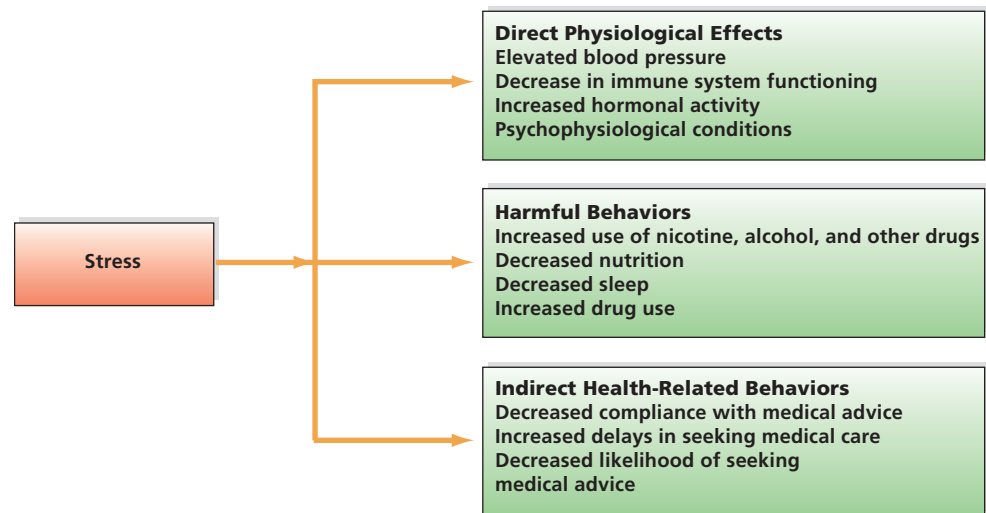 Direct Physiological Effects
Elevated blood pressure
Decrease in immune system functioning
Increased hormonal activity
Psychophysiological conditions
Stress
Harmful Behaviors
Increased use of nicotine, alcohol, and other drugs
Decreased nutrition
Decreased sleep
Increased drug use
Indirect Health-Related Behaviors
Decreased compliance with medical advice
Increased delays in seeking medical care
Decreased likelihood of seeking
medical advice